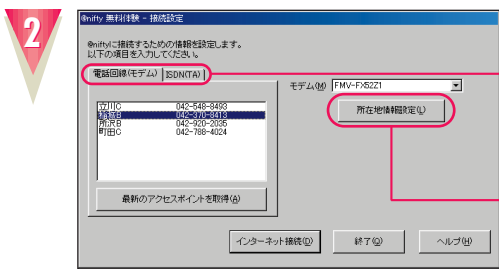 2
@nifty 無料体験 - 接続設定
@niftyに接続するための情報を設定します。
以下の項目を入力してください。
電話回線(モデム) ISDN(TA)
モデム(M) FMV-FX52Z1
所在地情報設定(L)
立川C 042-548-8493
稲城B 042-370-8413
所沢B 042-920-2035
町田C 042-788-4024
最新のアクセスポイントを取得(A)
インターネット接続(D) 終了(Q) ヘルプ(H)